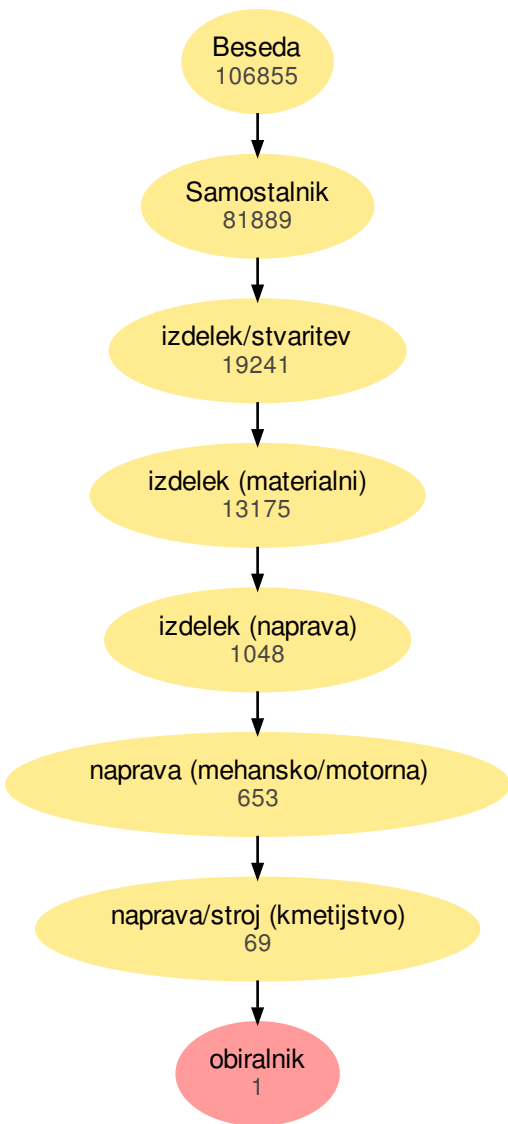 Beseda
106855
Samostalnik
81889
izdelek/stvaritev
19241
izdelek (materialni)
13175
izdelek (naprava)
1048
naprava (mehansko/motorna)
653
naprava/stroj (kmetijstvo)
69
obiralnik
1